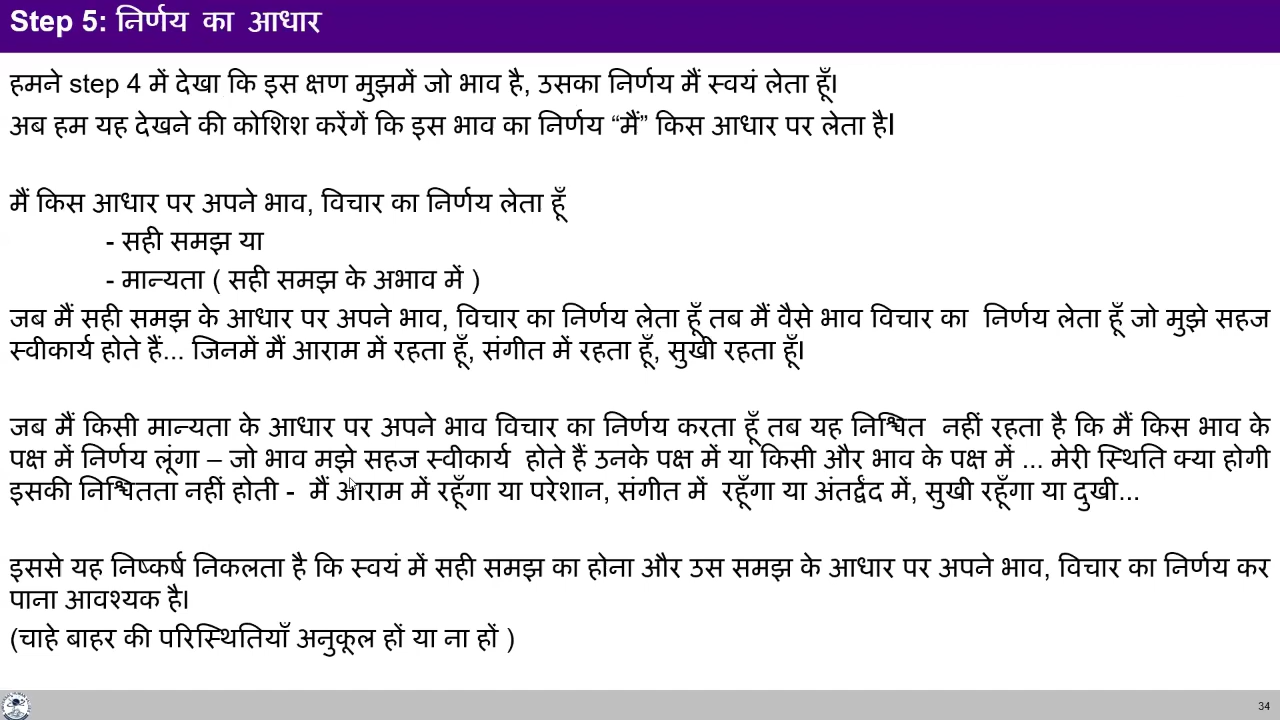 Step 5: निर्णय का आधार
हमने step 4 में देखा कि इस क्षण मुझमें जो भाव है, उसका निर्णय मैं स्वयं लेता हूँ।
अब हम यह देखने की कोशिश करेंगें कि इस भाव का निर्णय “मैं” किस आधार पर लेता है।
मैं किस आधार पर अपने भाव, विचार का निर्णय लेता हूँ
- सही समझ या
- मान्यता ( सही समझ के अभाव में )
जब मैं सही समझ के आधार पर अपने भाव, विचार का निर्णय लेता हूँ तब मैं वैसे भाव विचार का निर्णय लेता हूँ जो मुझे सहज
स्वीकार्य होते हैं... जिनमें मैं आराम में रहता हूँ, संगीत में रहता हूँ, सुखी रहता हूँ।
जब मैं किसी मान्यता के आधार पर अपने भाव विचार का निर्णय करता हूँ तब यह निश्चित नहीं रहता है कि मैं किस भाव के
पक्ष में निर्णय लूंगा – जो भाव मझे सहज स्वीकार्य होते हैं उनके पक्ष में या किसी और भाव के पक्ष में ... मेरी स्थिति क्या होगी
इसकी निश्चितता नहीं होती - मैं आराम में रहूँगा या परेशान, संगीत में रहूँगा या अंतर्द्वंद में, सुखी रहूँगा या दुखी...
इससे यह निष्कर्ष निकलता है कि स्वयं में सही समझ का होना और उस समझ के आधार पर अपने भाव, विचार का निर्णय कर
पाना आवश्यक है।
(चाहे बाहर की परिस्थितियाँ अनुकूल हों या ना हों )
34